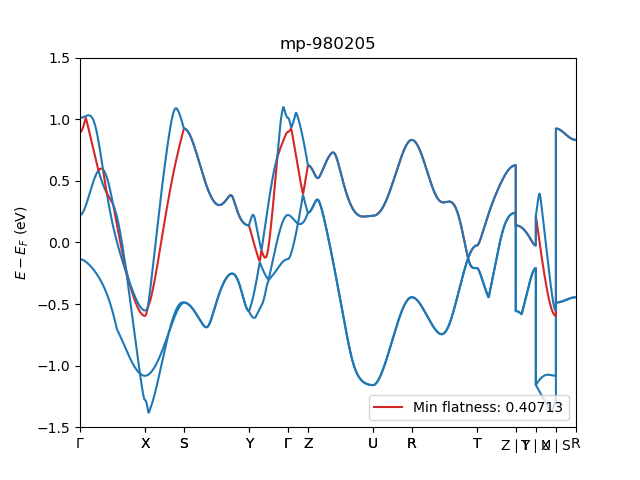 mp-980205
E − E_F (eV)
1.5
1.0
0.5
0.0
−0.5
−1.0
−1.5
Min flatness: 0.40713
Γ X S Y Γ Z U R T Z | T | S R